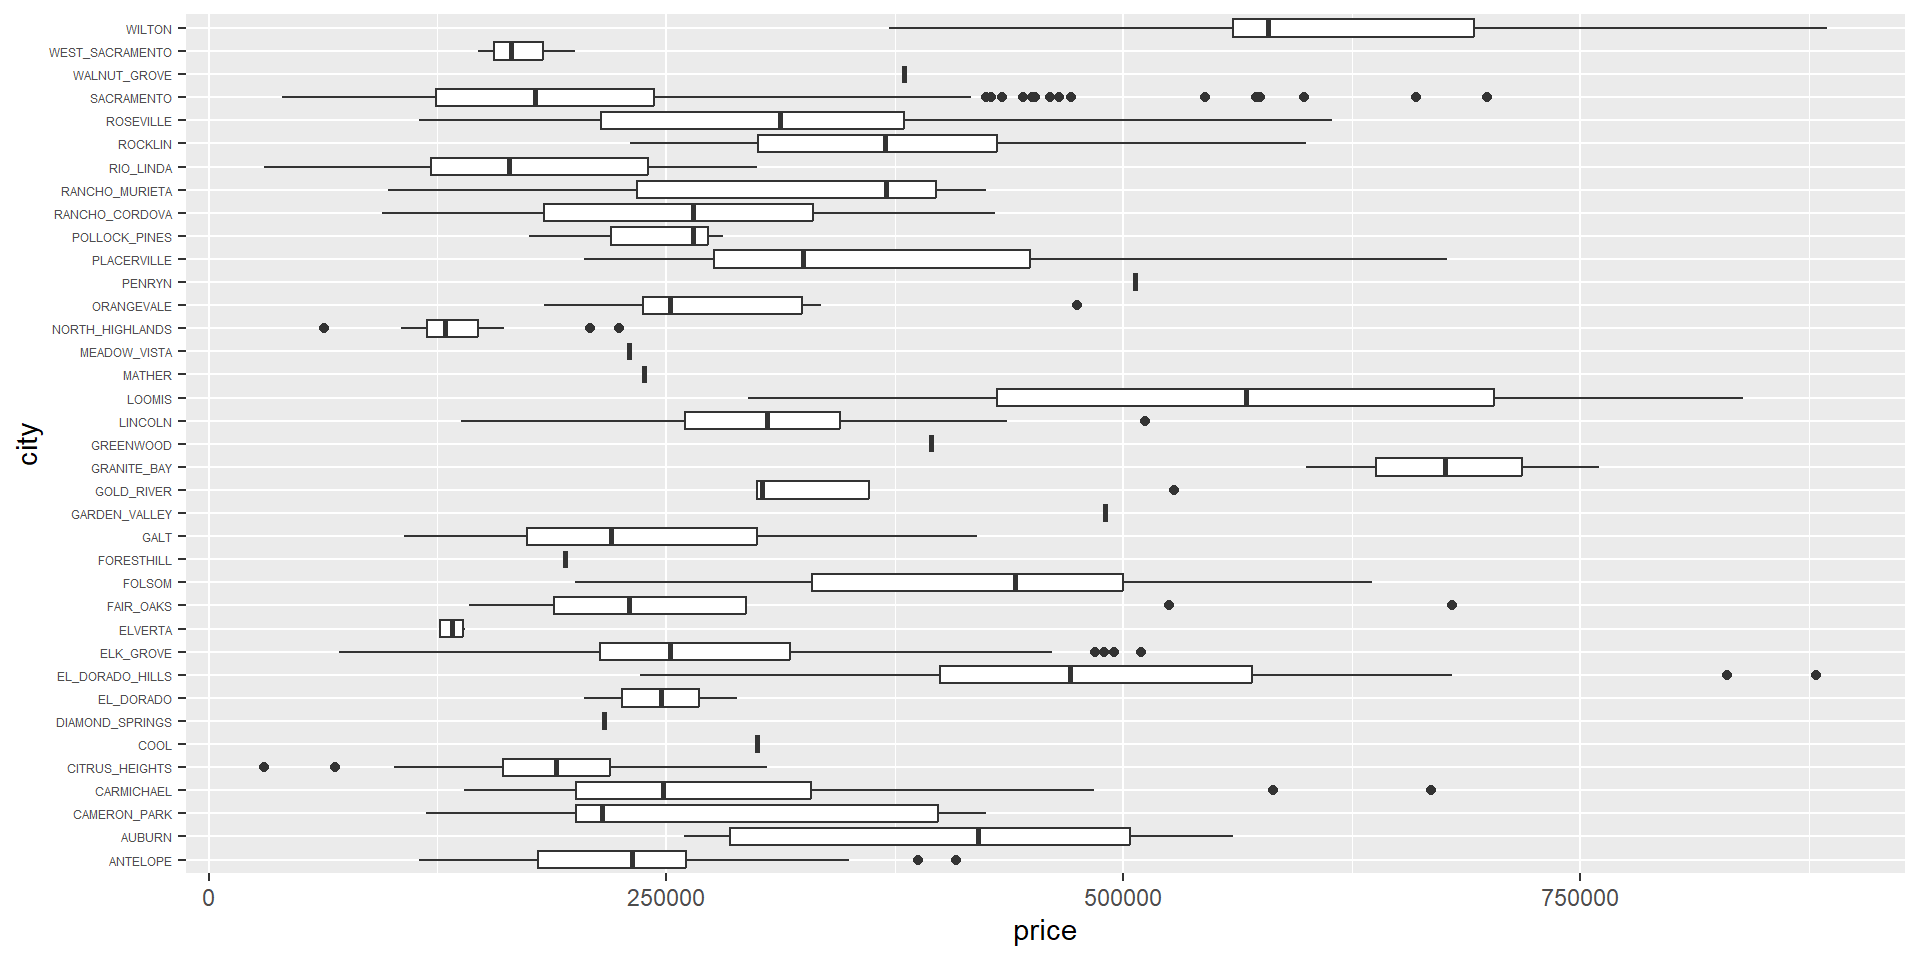 WILTON
WEST_SACRAMENTO
WALNUT_GROVE
SACRAMENTO
ROSEVILLE
ROCKLIN
RIO_LINDA
RANCHO_MURIETA
RANCHO_CORDOVA
POLLOCK_PINES
PLACERVILLE
PENRYN
ORANGEVALE
NORTH_HIGHLANDS
MEADOW_VISTA
MATHER
LOOMIS
LINCOLN
GREENWOOD
GRANITE_BAY
GOLD_RIVER
GARDEN_VALLEY
GALT
FORESTHILL
FOLSOM
FAIR_OAKS
ELVERTA
ELK_GROVE
EL_DORADO_HILLS
EL_DORADO
DIAMOND_SPRINGS
COOL
CITRUS_HEIGHTS
CARMICHAEL
CAMERON_PARK
AUBURN
ANTELOPE
city
0 250000 500000 750000
price